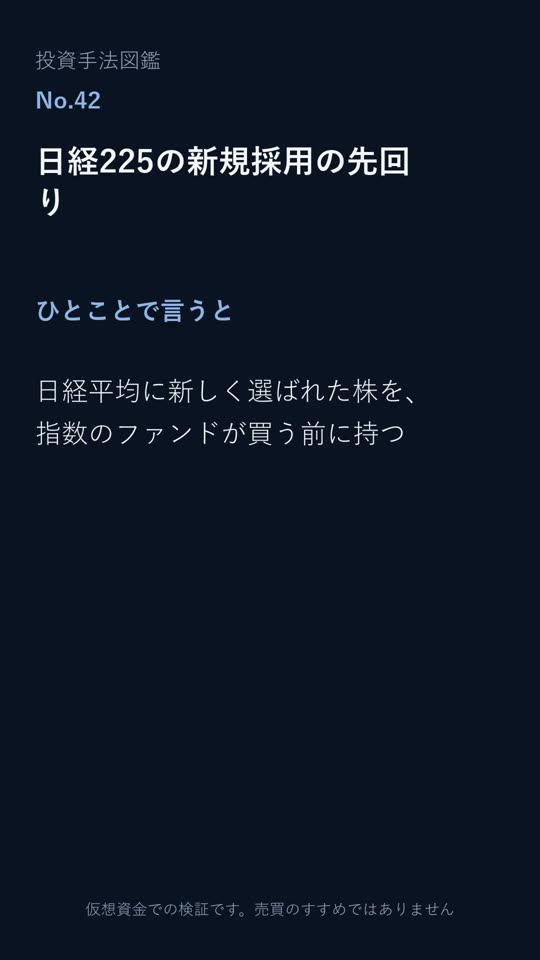 投資手法図鑑
No.42
日経225の新規採用の先回
り
ひとことで言うと
日経平均に新しく選ばれた株を、
指数のファンドが買う前に持つ
仮想資金での検証です。売買のすすめではありません